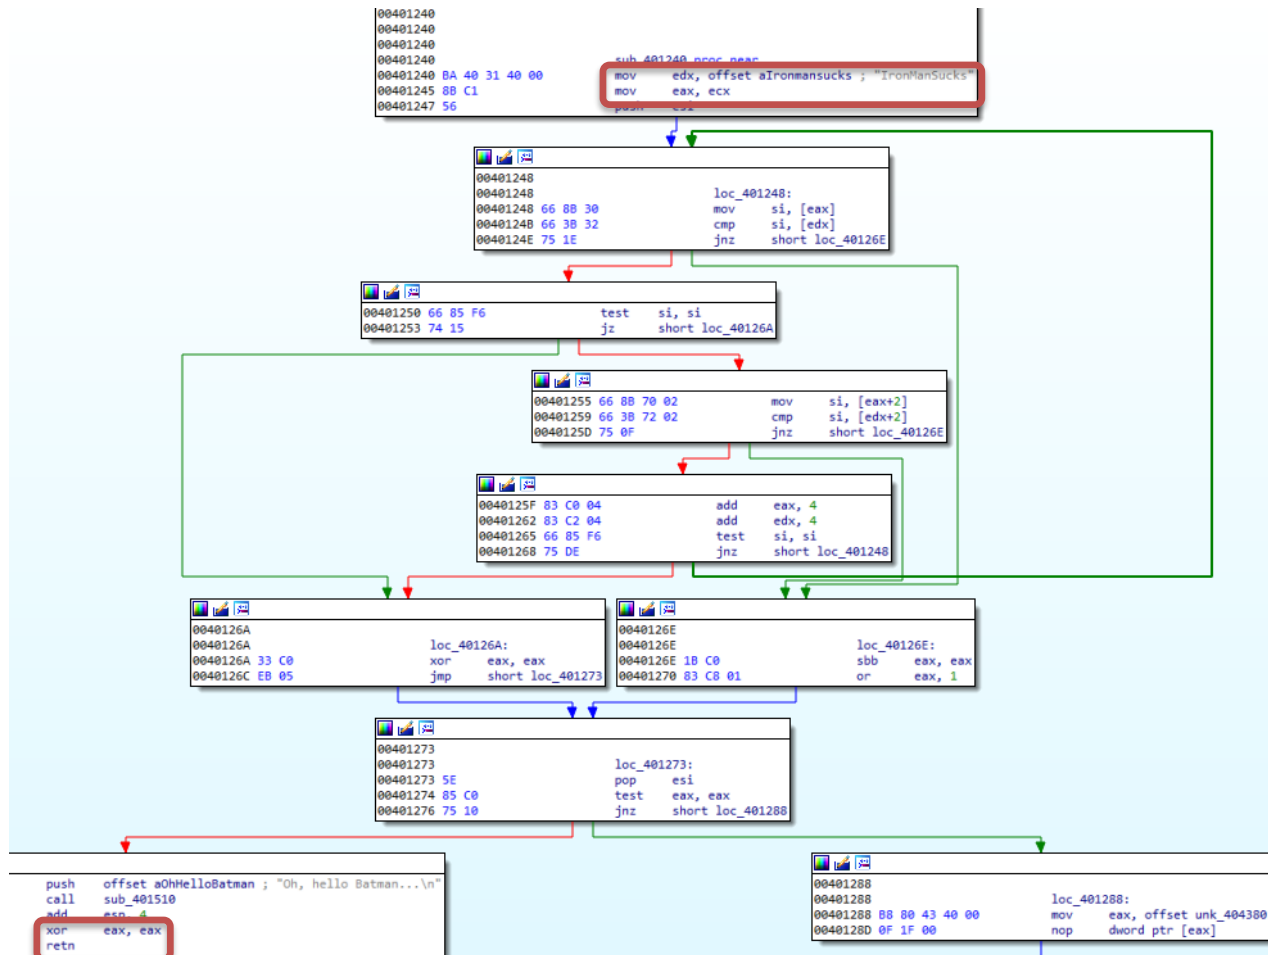 00401240
00401240
00401240
00401240 sub_401240 proc near
00401240 BA 40 31 40 00 mov edx, offset aIronmansucks ; "IronManSucks"
00401245 8B C1 mov eax, ecx
00401247 56 push esi
00401248
00401248 loc_401248:
00401248 66 8B 30 mov si, [eax]
0040124B 66 3B 32 cmp si, [edx]
0040124E 75 1E jnz short loc_40126E
00401250 66 85 F6 test si, si
00401253 74 15 jz short loc_40126A
00401255 66 8B 70 02 mov si, [eax+2]
00401259 66 3B 72 02 cmp si, [edx+2]
0040125D 75 0F jnz short loc_40126E
0040125F 83 C0 04 add eax, 4
00401262 83 C2 04 add edx, 4
00401265 66 85 F6 test si, si
00401268 75 DE jnz short loc_401248
0040126A
0040126A loc_40126A:
0040126A 33 C0 xor eax, eax
0040126C EB 05 jmp short loc_401273
0040126E
0040126E loc_40126E:
0040126E 1B C0 sbb eax, eax
00401270 83 C8 01 or eax, 1
00401273
00401273 loc_401273:
00401273 5E pop esi
00401274 85 C0 test eax, eax
00401276 75 10 jnz short loc_401288
push offset aOhHelloBatman ; "Oh, hello Batman...\n"
call sub_401510
add esp, 4
xor eax, eax
retn
00401288
00401288 loc_401288:
00401288 B8 80 43 40 00 mov eax, offset unk_404380
0040128D 0F 1F 00 nop dword ptr [eax]